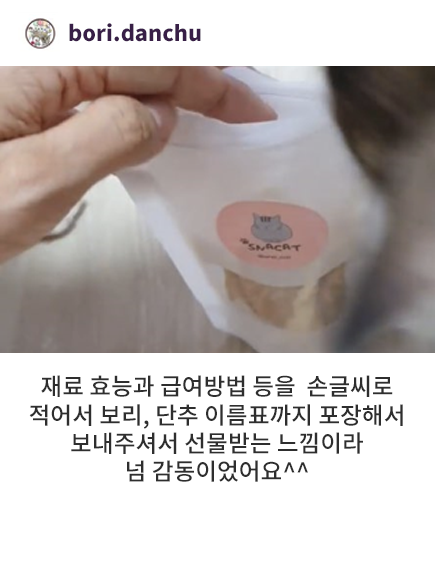 bori.danchu
SNACAT
재료 효능과 급여방법 등을 손글씨로
적어서 보리, 단추 이름표까지 포장해서
보내주셔서 선물받는 느낌이라
넘 감동이었어요^^